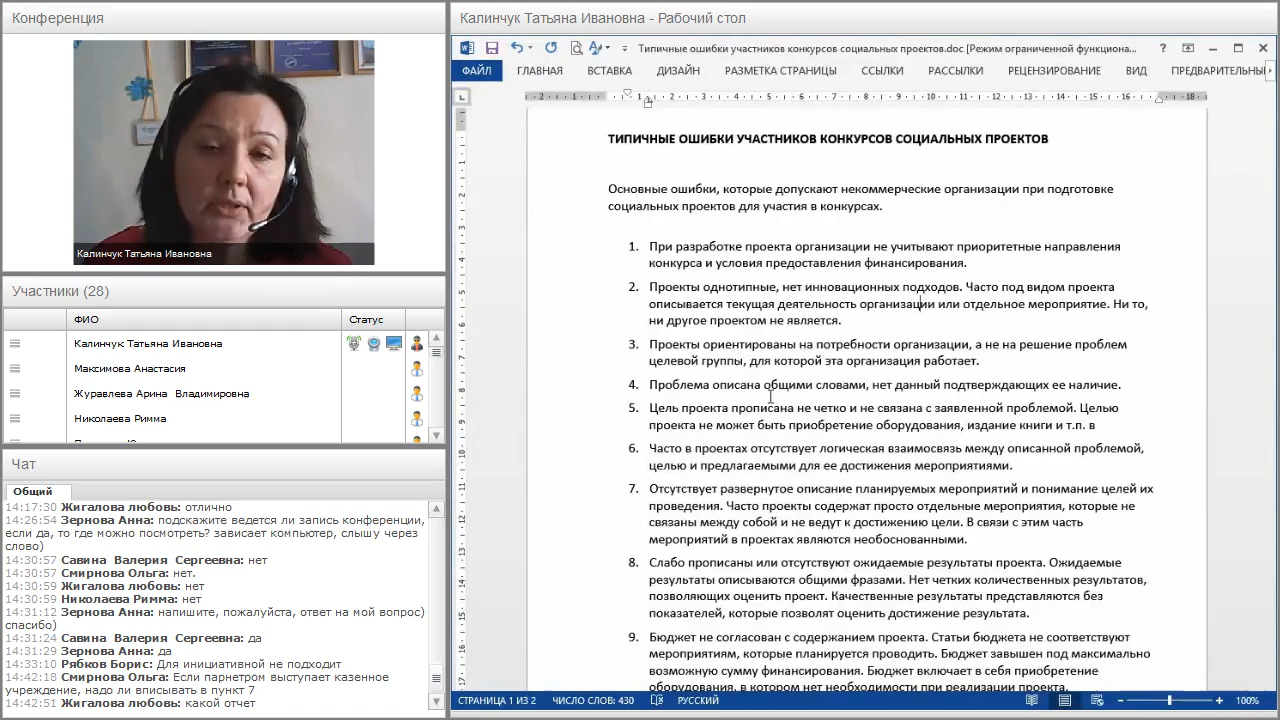 Конференция
Калинчук Татьяна Ивановна
Участники (28)
ФИО
Статус
Калинчук Татьяна Ивановна
Максимова Анастасия
Журавлева Арина Владимировна
Николаева Римма
Чат
Общий
14:17:30 Жигалова любовь: отлично
14:26:54 Зернова Анна: подскажите ведется ли запись конференции,
если да, то где можно посмотреть? зависает компьютер, слышу через
слово)
14:30:57 Савина Валерия Сергеевна: нет
14:30:57 Смирнова Ольга: нет.
14:30:59 Жигалова любовь: нет
14:30:59 Николаева Римма: нет
14:31:12 Зернова Анна: напишите, пожалуйста, ответ на мой вопрос)
спасибо)
14:31:24 Савина Валерия Сергеевна: да
14:31:29 Зернова Анна: да
14:33:10 Рябков Борис: Для инициативной не подходит
14:42:18 Смирнова Ольга: Если парнетром выступает казенное
учреждение, надо ли вписывать в пункт 7
14:42:51 Жигалова любовь: какой отчет
Калинчук Татьяна Ивановна - Рабочий стол
Типичные ошибки участников конкурсов социальных проектов.doc [Режим ограниченной функциона...
ФАЙЛ ГЛАВНАЯ ВСТАВКА ДИЗАЙН РАЗМЕТКА СТРАНИЦЫ ССЫЛКИ РАССЫЛКИ РЕЦЕНЗИРОВАНИЕ ВИД ПРЕДВАРИТЕЛЬНЫ
ТИПИЧНЫЕ ОШИБКИ УЧАСТНИКОВ КОНКУРСОВ СОЦИАЛЬНЫХ ПРОЕКТОВ
Основные ошибки, которые допускают некоммерческие организации при подготовке
социальных проектов для участия в конкурсах.
1. При разработке проекта организации не учитывают приоритетные направления
конкурса и условия предоставления финансирования.
2. Проекты однотипные, нет инновационных подходов. Часто под видом проекта
описывается текущая деятельность организации или отдельное мероприятие. Ни то,
ни другое проектом не является.
3. Проекты ориентированы на потребности организации, а не на решение проблем
целевой группы, для которой эта организация работает.
4. Проблема описана общими словами, нет данный подтверждающих ее наличие.
5. Цель проекта прописана не четко и не связана с заявленной проблемой. Целью
проекта не может быть приобретение оборудования, издание книги и т.п. в
6. Часто в проектах отсутствует логическая взаимосвязь между описанной проблемой,
целью и предлагаемыми для ее достижения мероприятиями.
7. Отсутствует развернутое описание планируемых мероприятий и понимание целей их
проведения. Часто проекты содержат просто отдельные мероприятия, которые не
связаны между собой и не ведут к достижению цели. В связи с этим часть
мероприятий в проектах являются необоснованными.
8. Слабо прописаны или отсутствуют ожидаемые результаты проекта. Ожидаемые
результаты описываются общими фразами. Нет четких количественных результатов,
позволяющих оценить проект. Качественные результаты представляются без
показателей, которые позволят оценить достижение результата.
9. Бюджет не согласован с содержанием проекта. Статьи бюджета не соответствуют
мероприятиям, которые планируется проводить. Бюджет завышен под максимально
возможную сумму финансирования. Бюджет включает в себя приобретение
оборудования, в котором нет необходимости при реализации проекта.
СТРАНИЦА 1 ИЗ 2 ЧИСЛО СЛОВ: 430 РУССКИЙ 100%